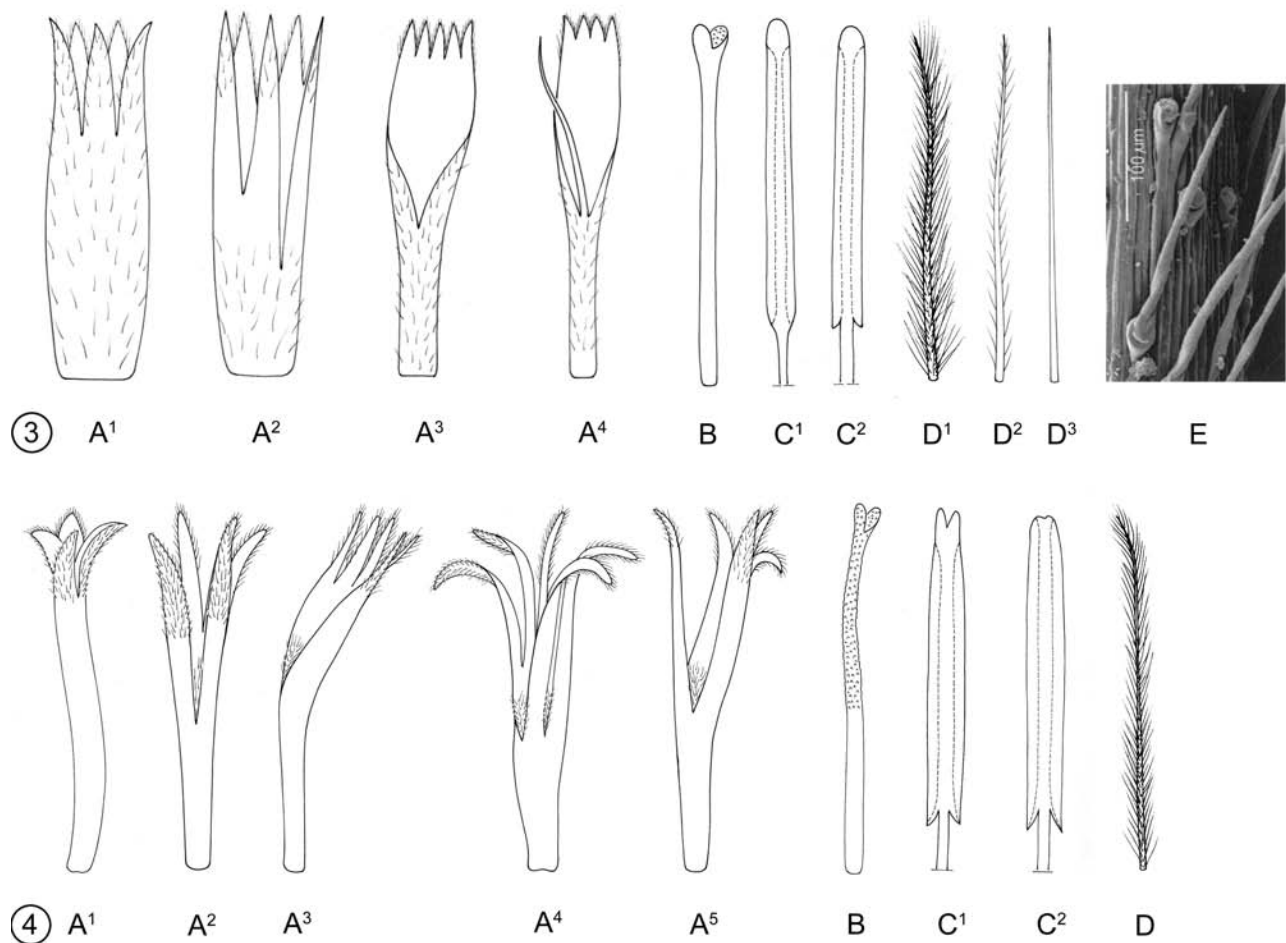 100 µm
③ A¹ A² A³ A⁴ B C¹ C² D¹ D² D³ E
④ A¹ A² A³ A⁴ A⁵ B C¹ C² D